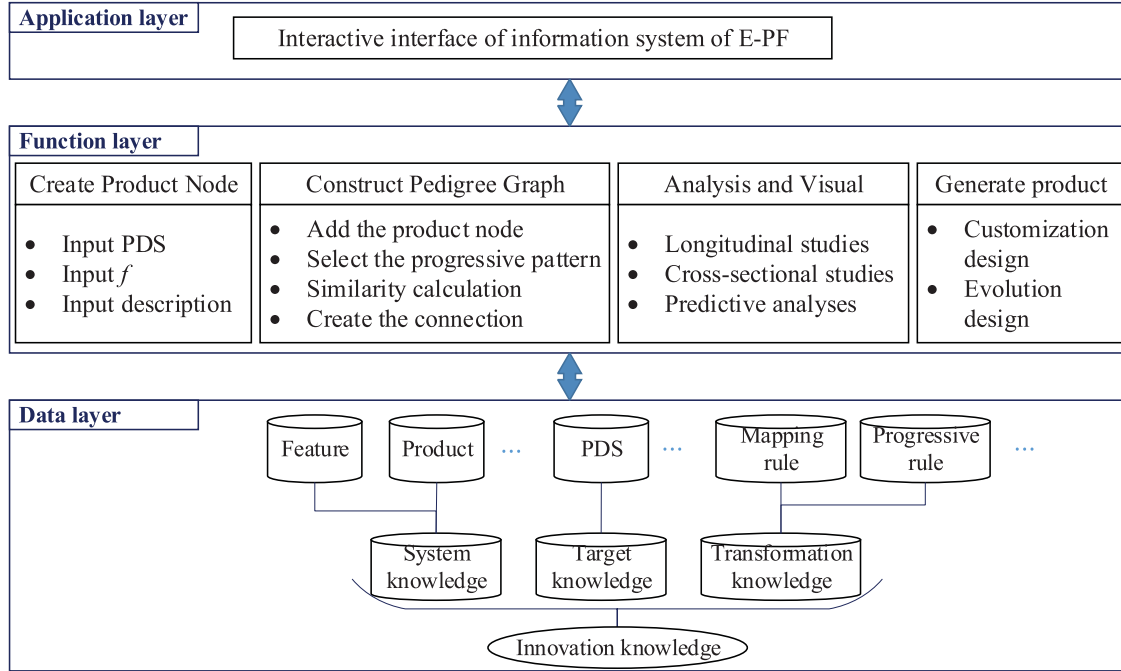 Application layer
Interactive interface of information system of E-PF
Function layer
Create Product Node
• Input PDS
• Input f
• Input description
Construct Pedigree Graph
• Add the product node
• Select the progressive pattern
• Similarity calculation
• Create the connection
Analysis and Visual
• Longitudinal studies
• Cross-sectional studies
• Predictive analyses
Generate product
• Customization
design
• Evolution
design
Data layer
Feature
Product
...
PDS
...
Mapping
rule
Progressive
rule
...
System
knowledge
Target
knowledge
Transformation
knowledge
Innovation knowledge